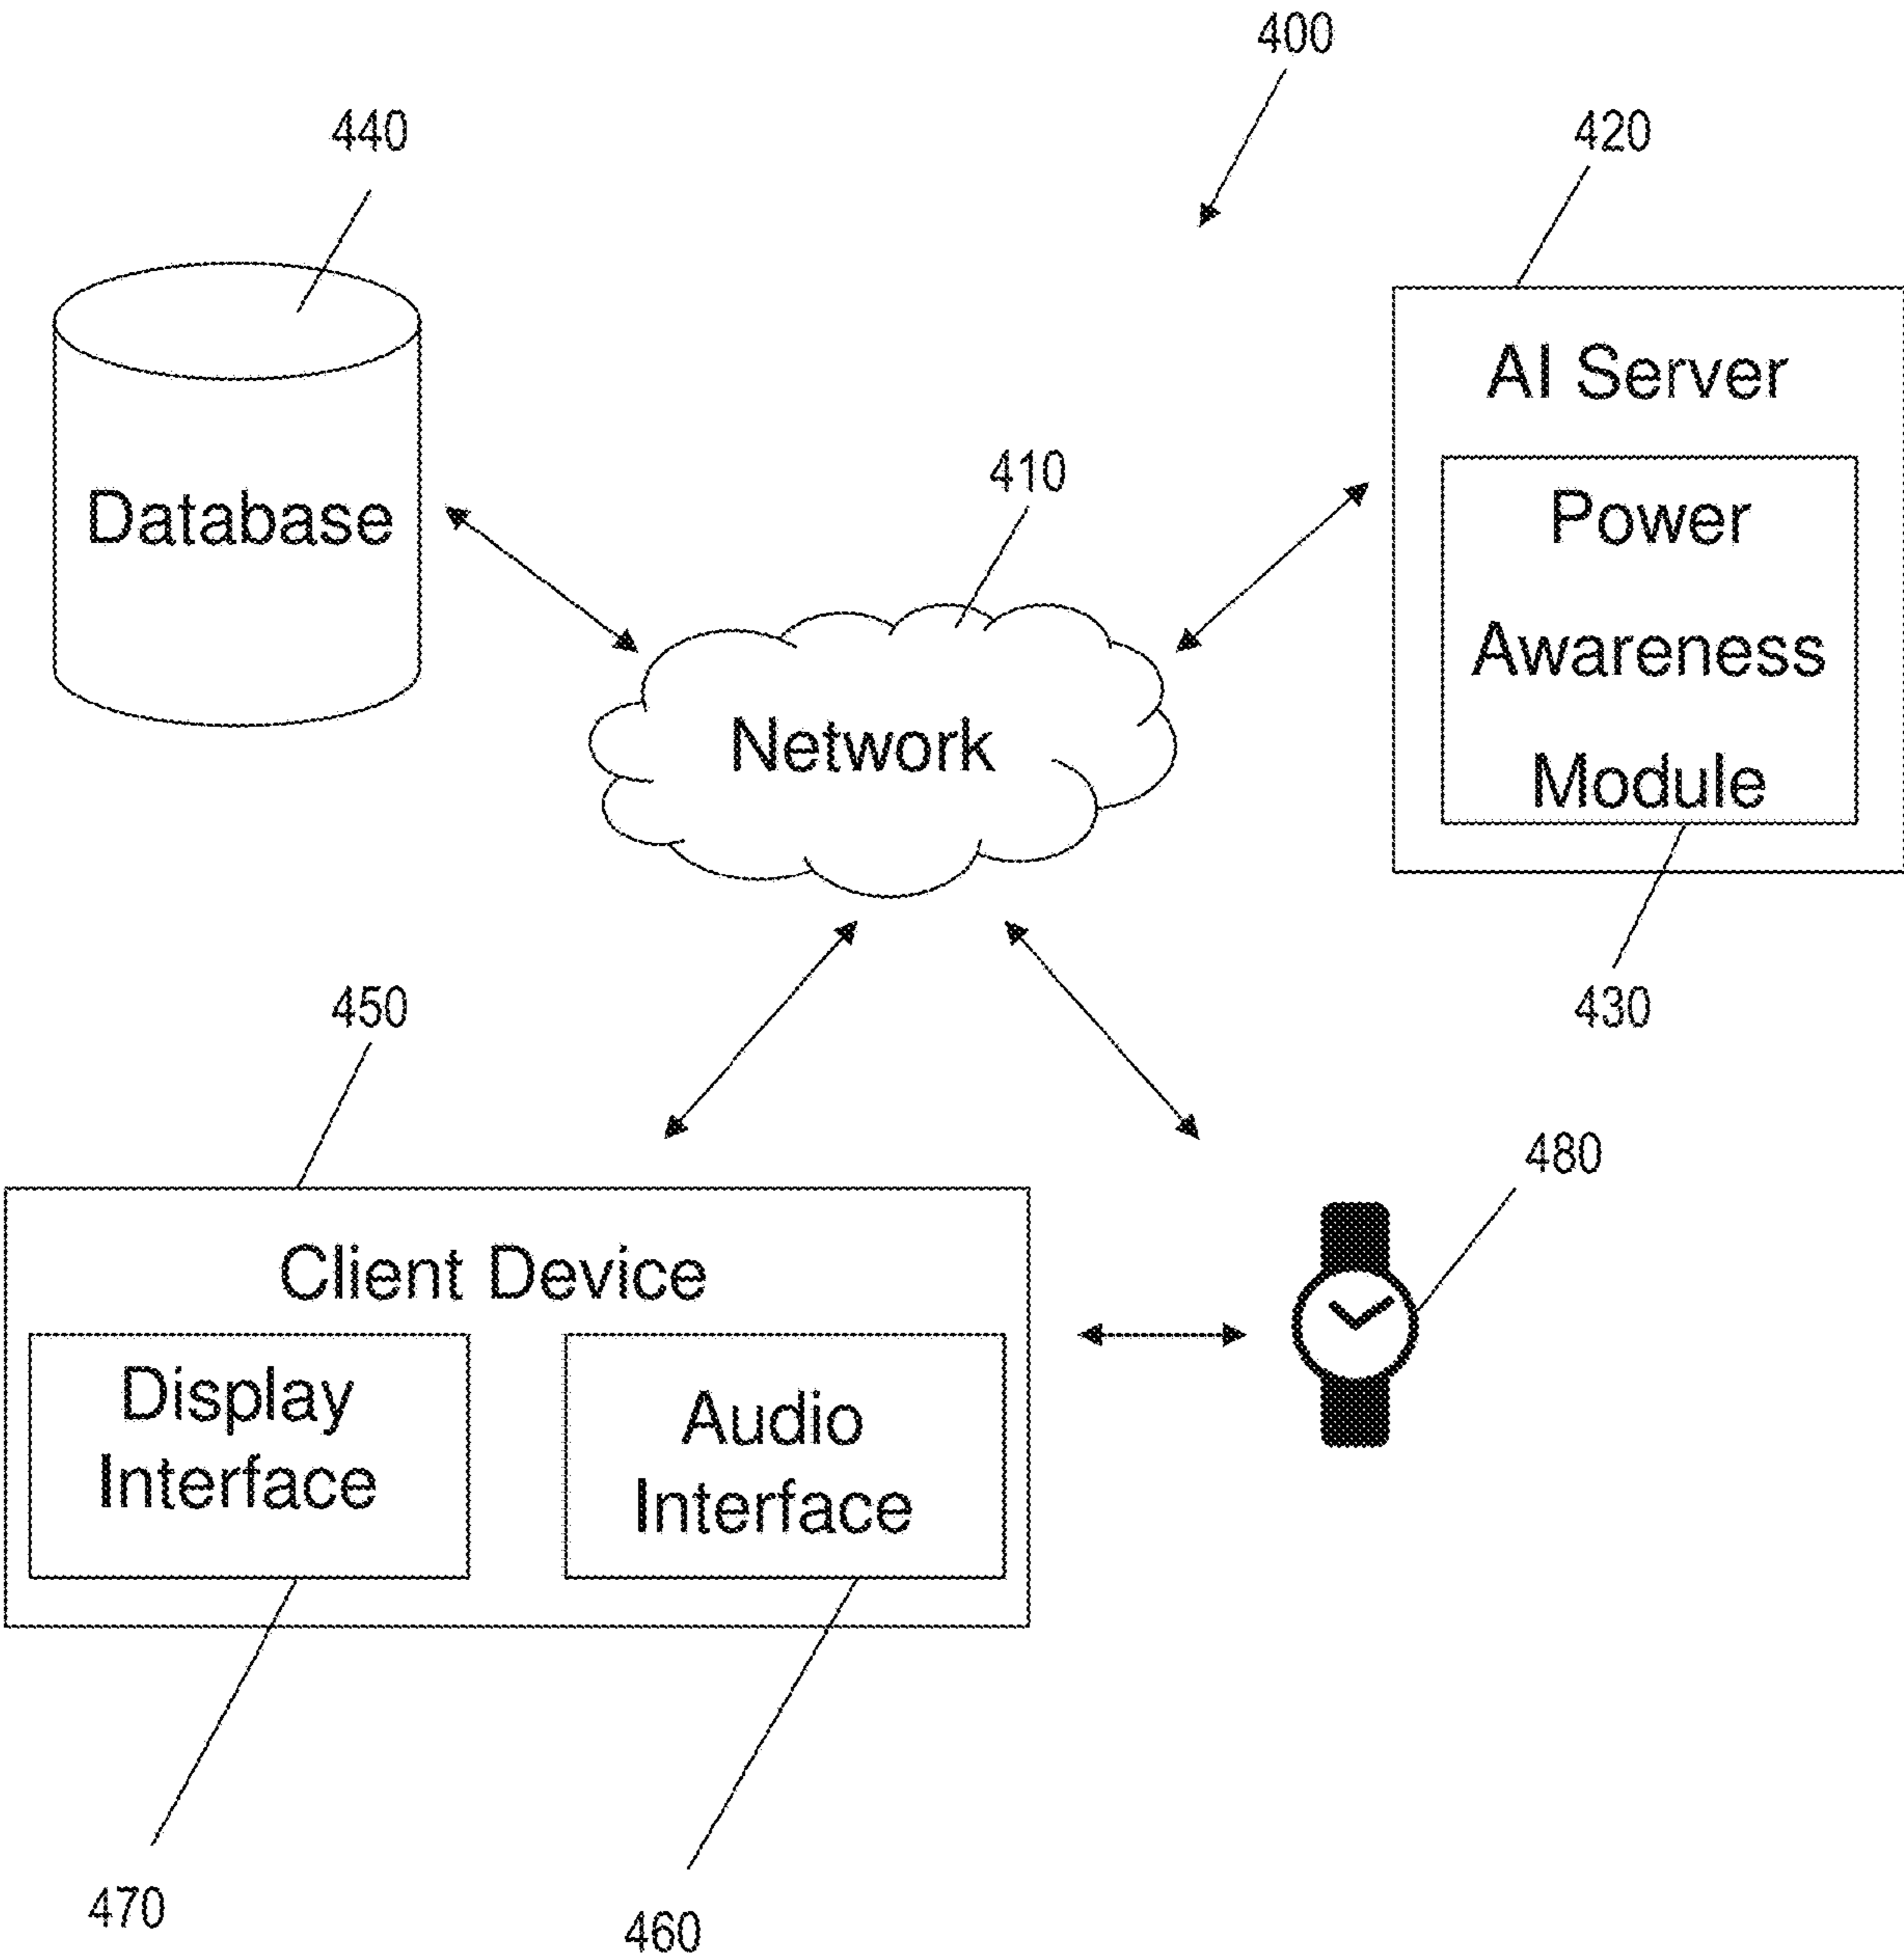 400
440
420
AI Server
410
Power
Database
Awareness
Network
Module
450
430
480
Client Device
Display
Interface
Audio
Interface
470
460